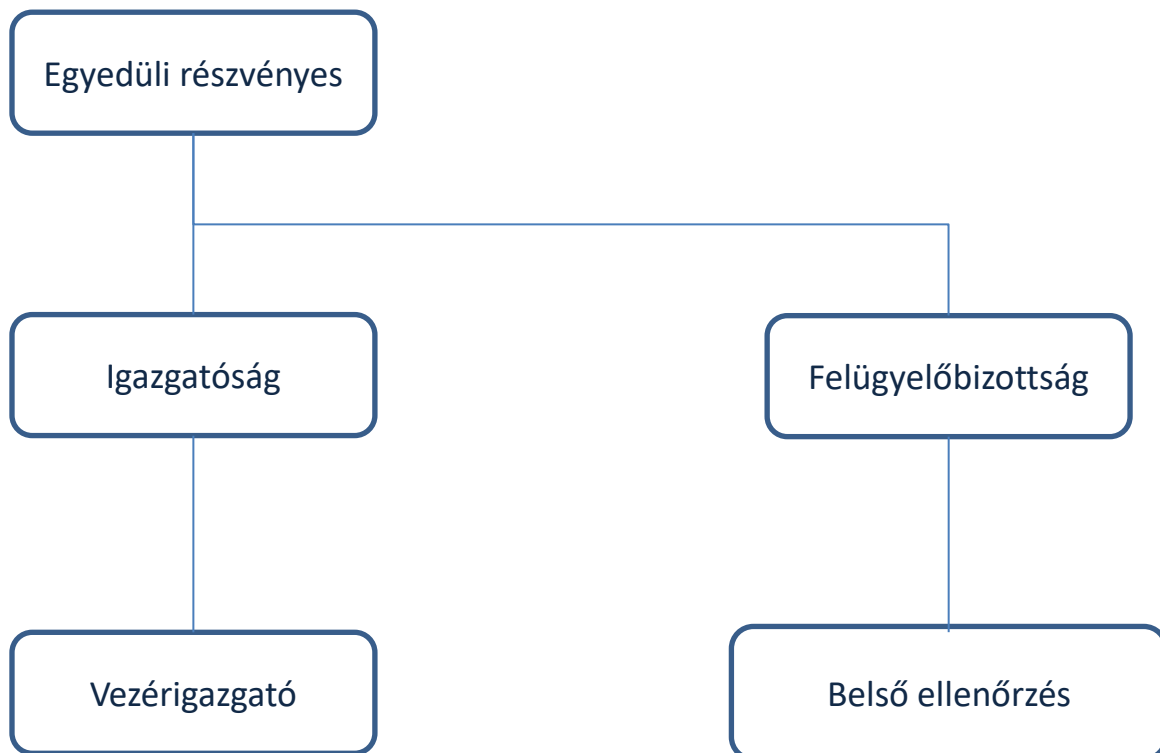 Egyedüli részvényes
Igazgatóság
Felügyelőbizottság
Vezérigazgató
Belső ellenőrzés